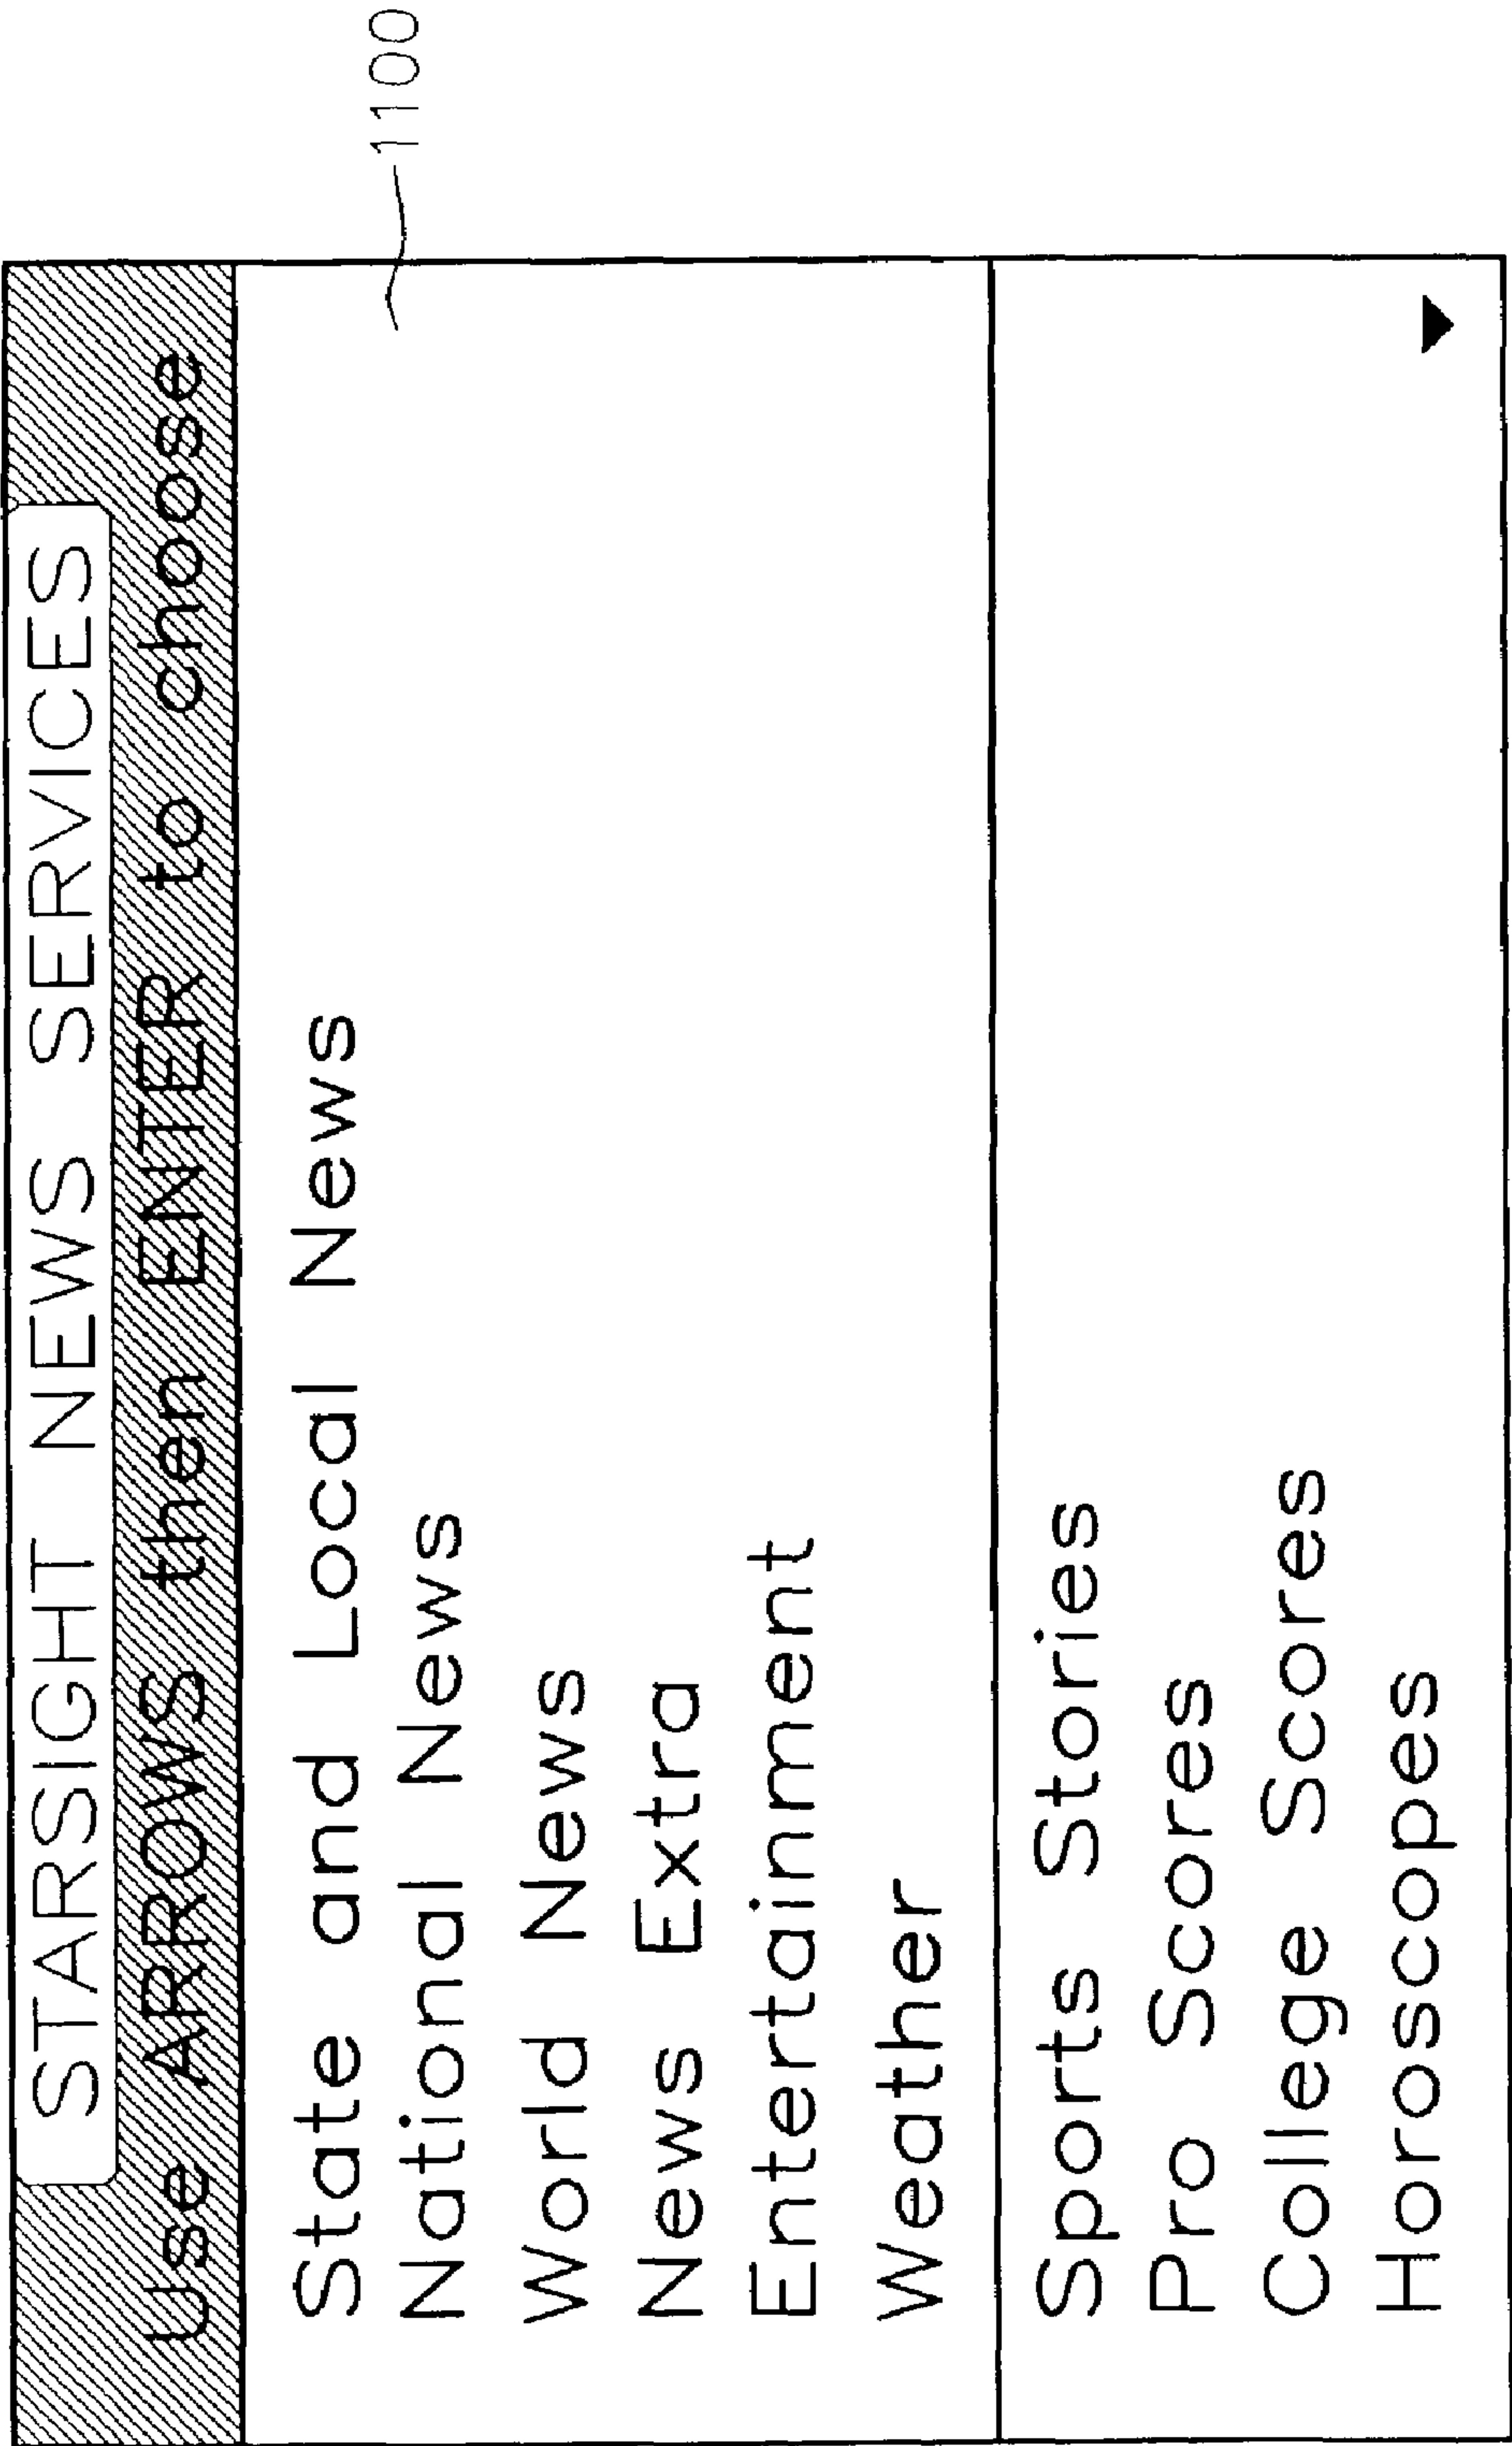 STARSIGHT NEWS SERVICES
Use ARROWS then ENTER to choose
State and Local News
1100
National News
World News
News Extra
Entertainment
Weather
Sports Stories
Pro Scores
College Scores
Horoscopes